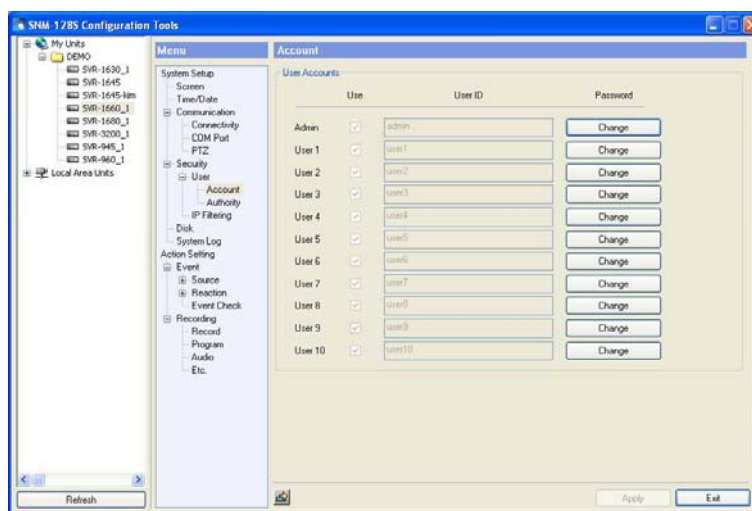 SNM-128S Configuration Tools
My Units
DEMO
SVR-1630_1
SVR-1645
SVR-1645-kim
SVR-1660_1
SVR-1680_1
SVR-3200_1
SVR-945_1
SVR-960_1
Local Area Units
Refresh
Menu
System Setup
Screen
Time/Date
Communication
Connectivity
COM Port
PTZ
Security
User
Account
Authority
IP Filtering
Disk
System Log
Action Setting
Event
Source
Reaction
Event Check
Recording
Record
Program
Audio
Etc.
Account
User Accounts
Use User ID Password
Admin admin Change
User 1 user1 Change
User 2 user2 Change
User 3 user3 Change
User 4 user4 Change
User 5 user5 Change
User 6 user6 Change
User 7 user7 Change
User 8 user8 Change
User 9 user9 Change
User 10 user10 Change
Apply Exit